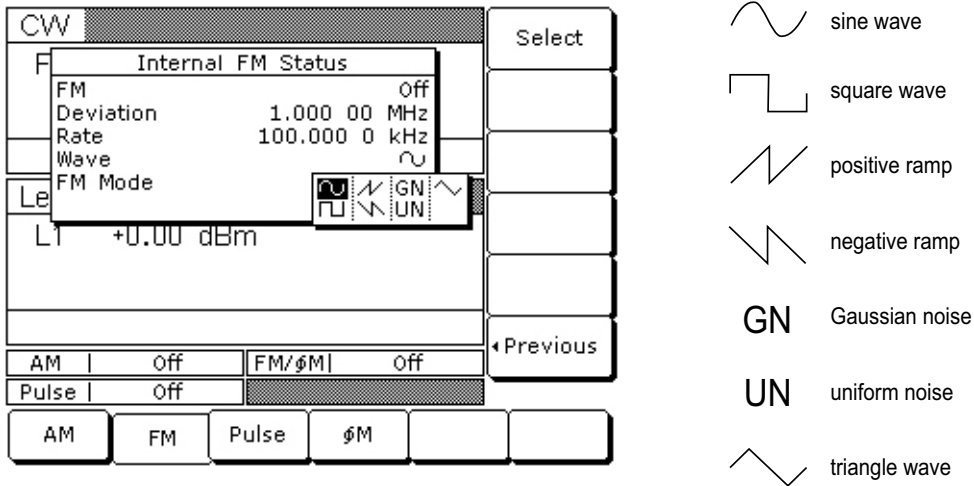 CW
Select
F
Internal FM Status
FM Off
Deviation 1.000 00 MHz
Rate 100.000 0 kHz
Wave
FM Mode
GN
UN
Le
L1 +0.00 dBm
◂Previous
AM | Off FM/ϕM| Off
Pulse | Off
AM FM Pulse ϕM
sine wave
square wave
positive ramp
negative ramp
GN Gaussian noise
UN uniform noise
triangle wave